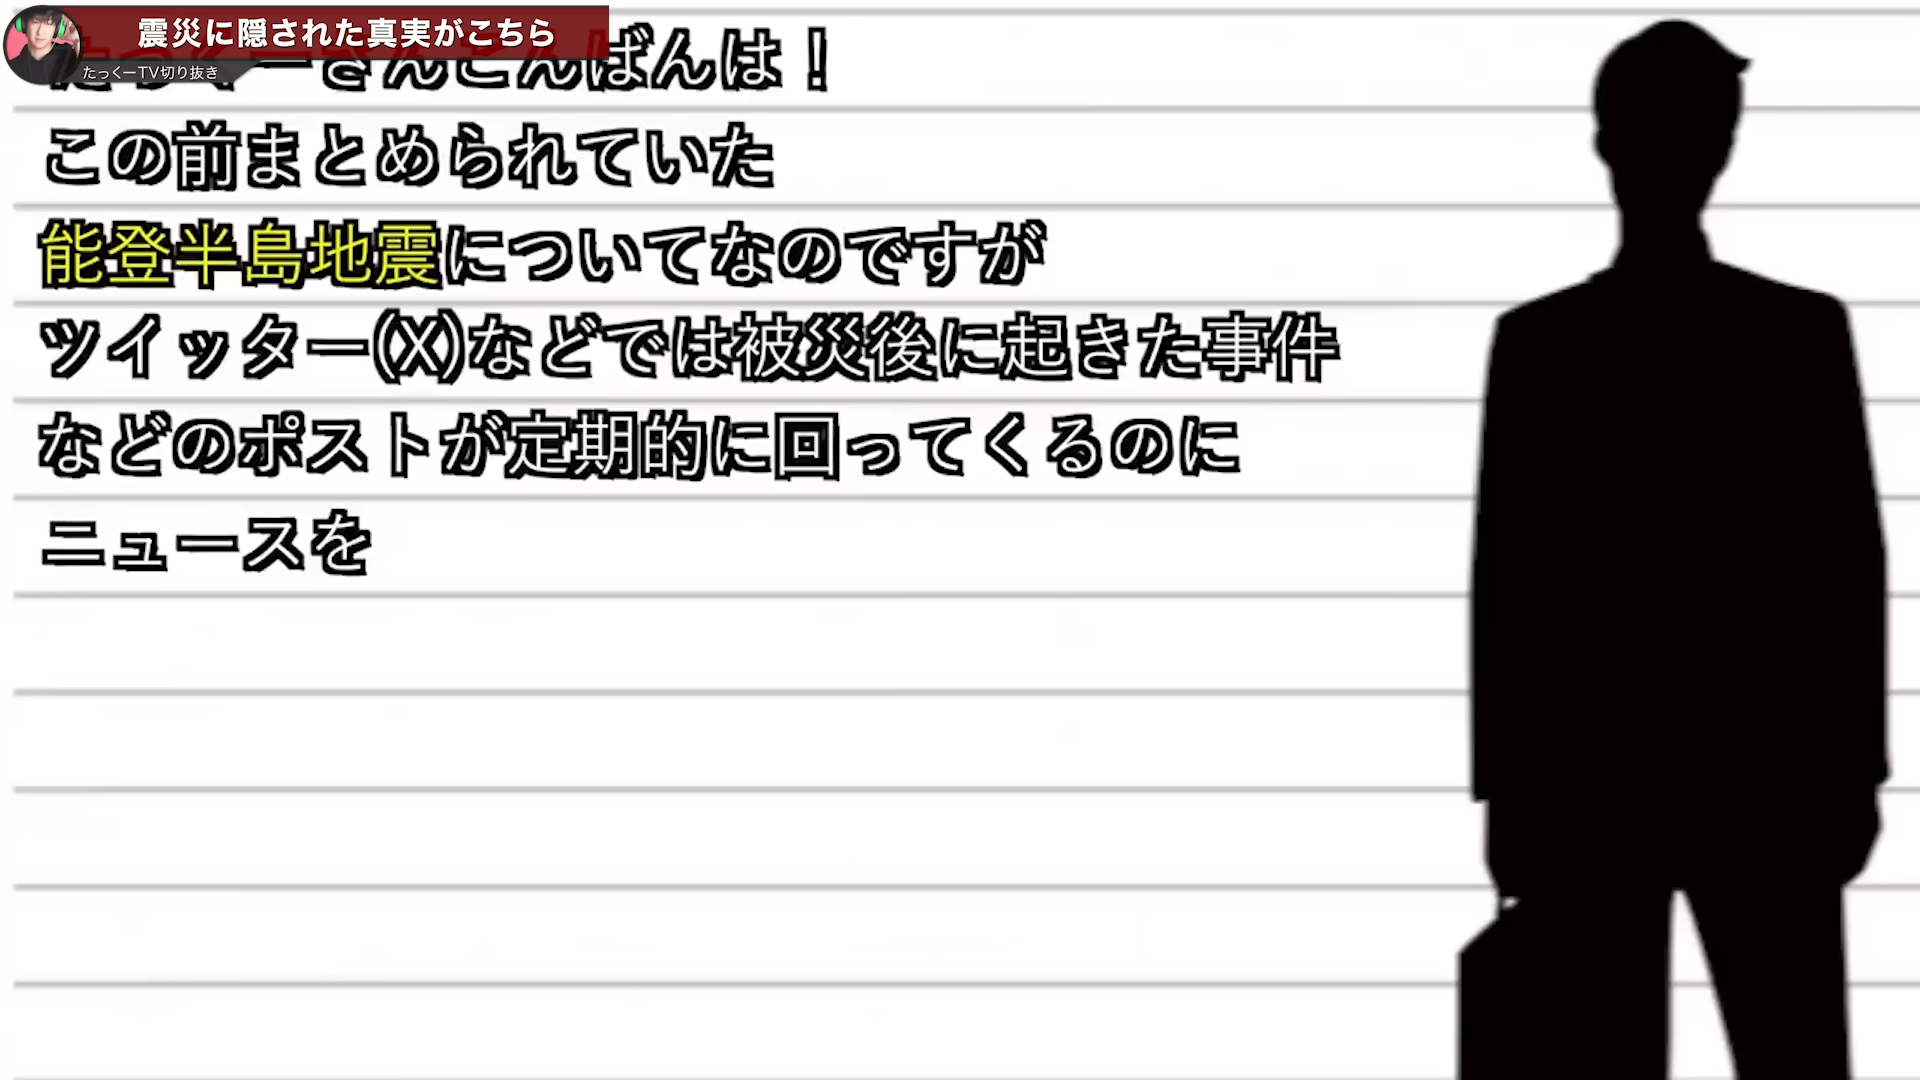 震災に隠された真実がこちら
たっくーTV切り抜き
たっくーさんこんばんは！
この前まとめられていた
能登半島地震についてなのですが
ツイッター(X)などでは被災後に起きた事件
などのポストが定期的に回ってくるのに
ニュースを